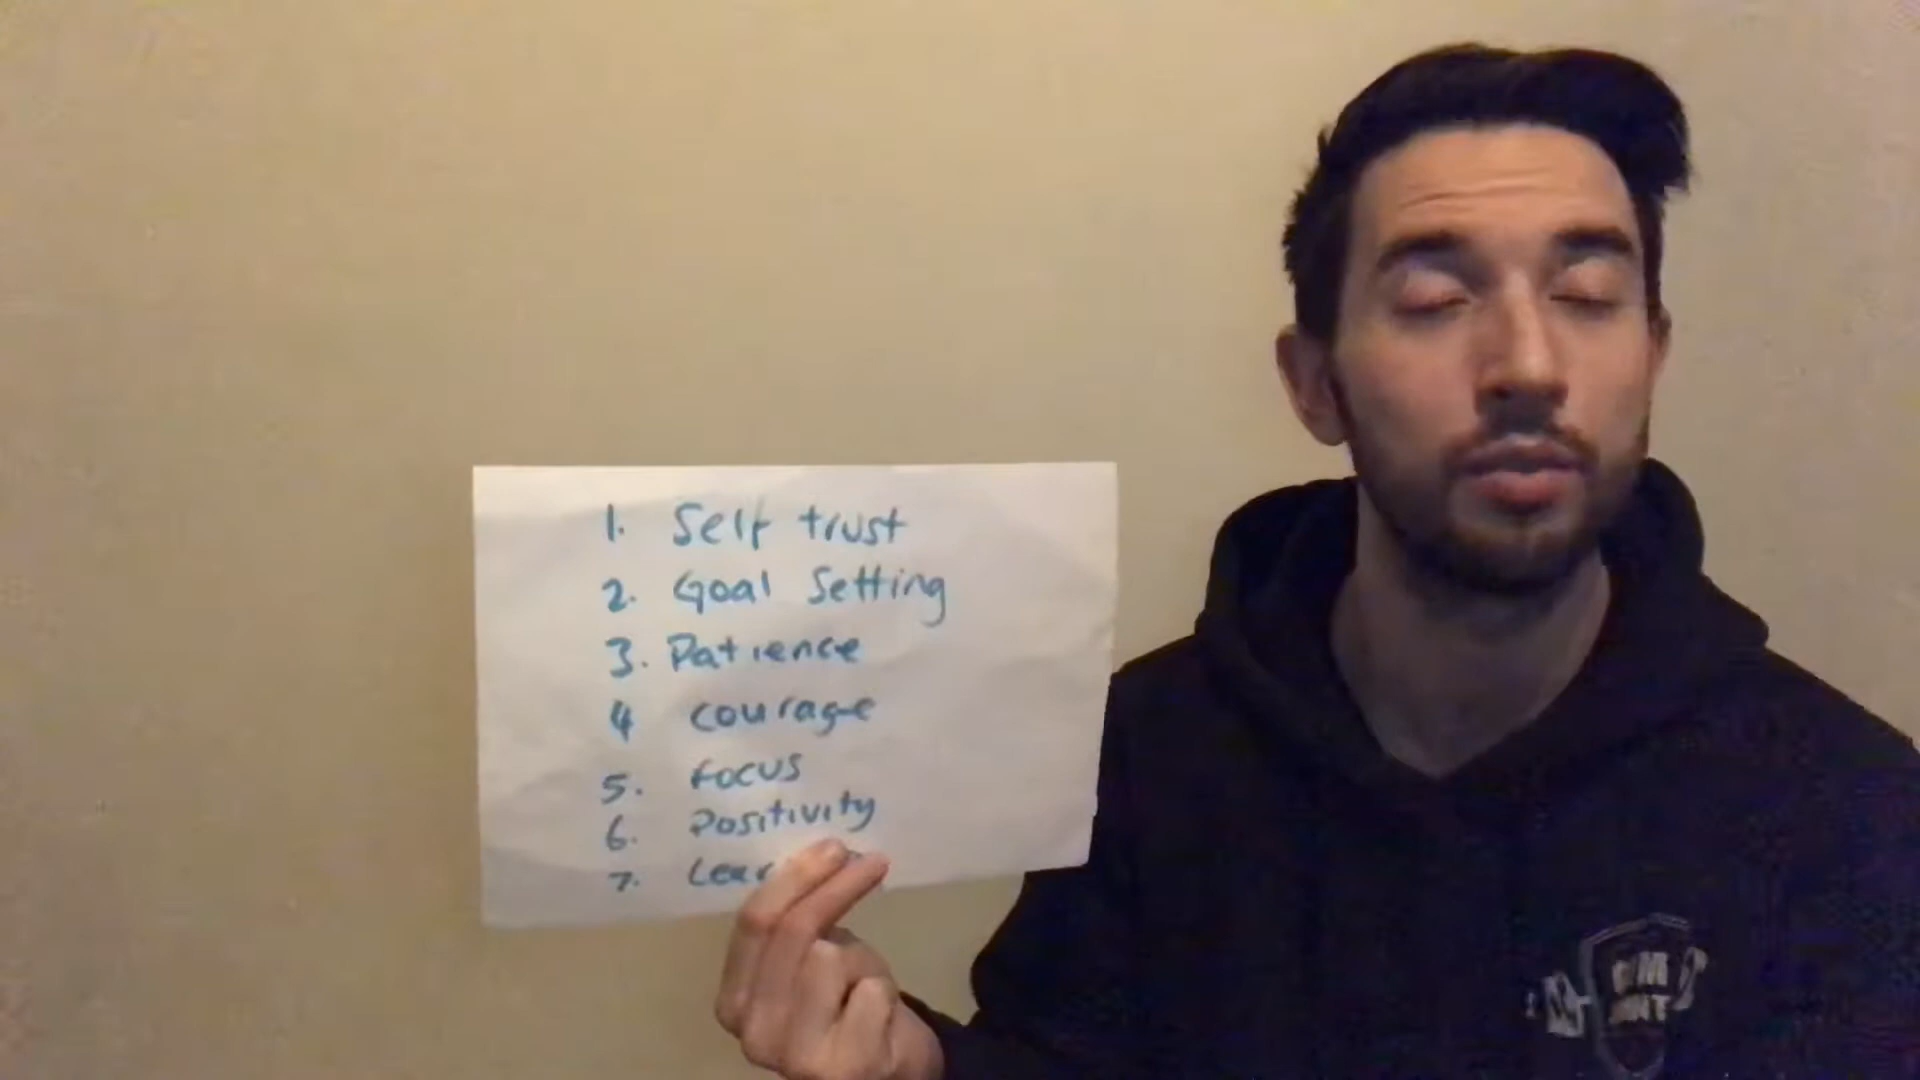 1. Self trust
2. Goal Setting
3. Patience
4 courage
5. Focus
6. Positivity
7.